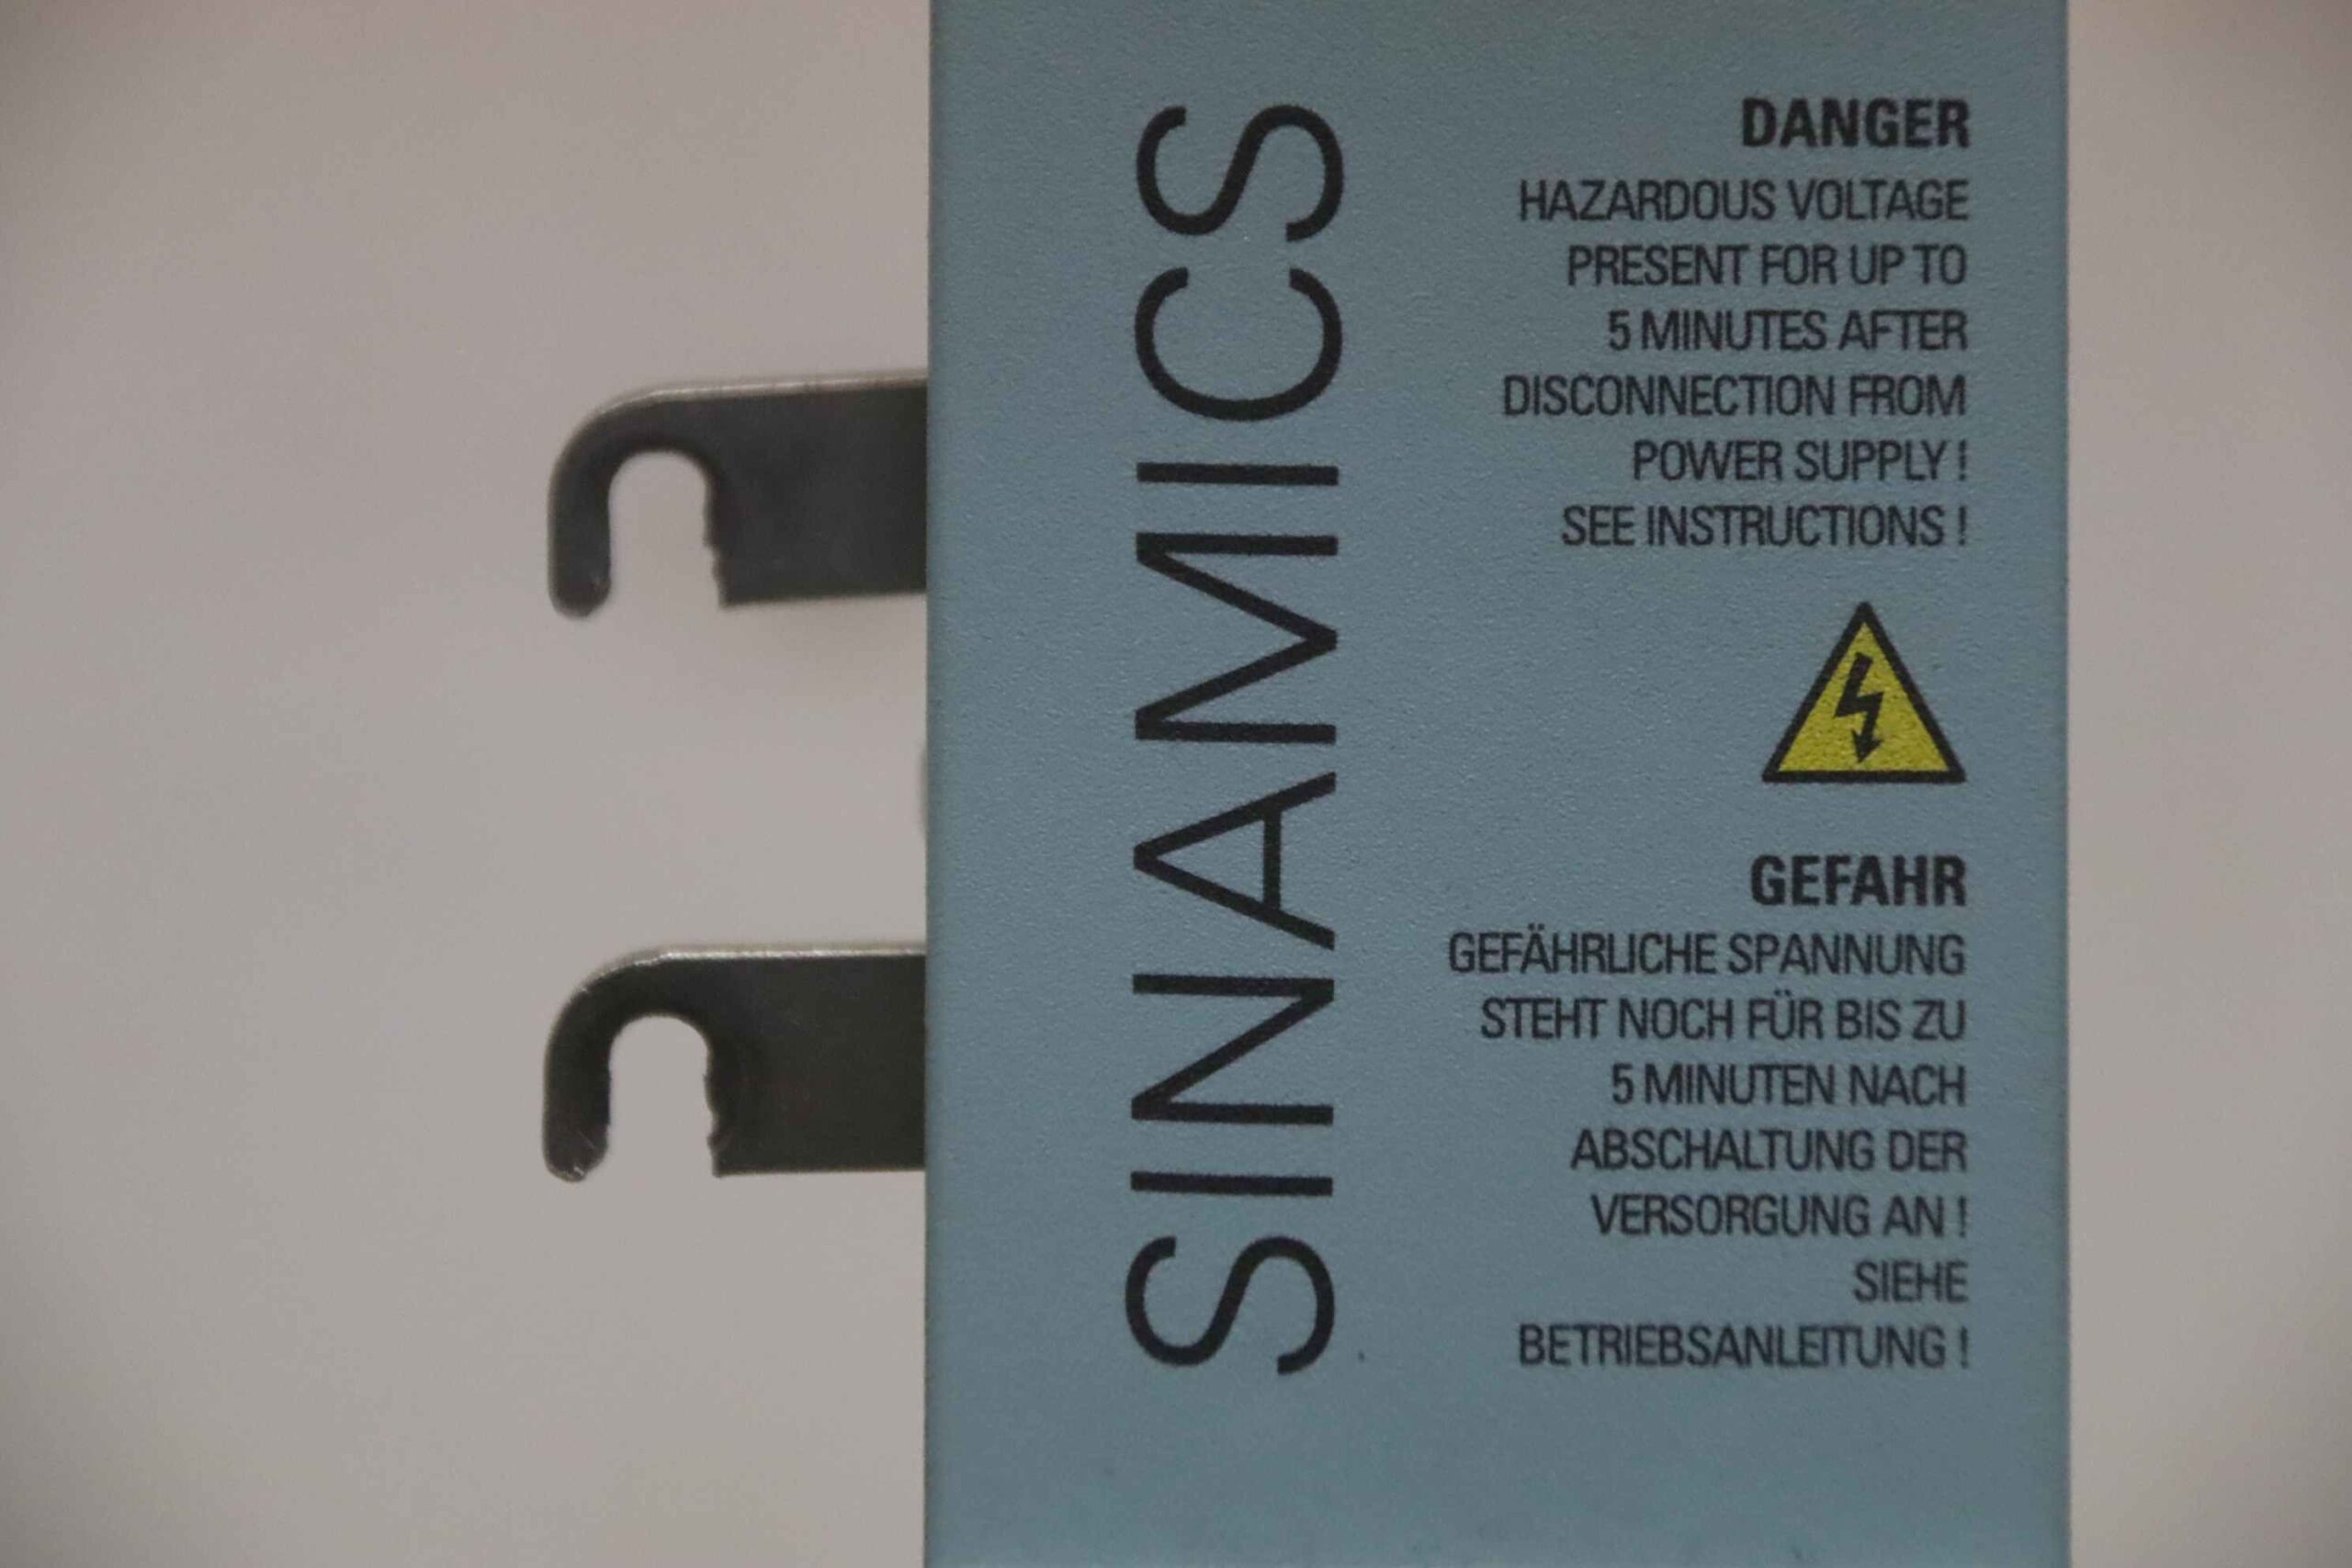 SINAMICS
DANGER
HAZARDOUS VOLTAGE
PRESENT FOR UP TO
5 MINUTES AFTER
DISCONNECTION FROM
POWER SUPPLY !
SEE INSTRUCTIONS !
GEFAHR
GEFÄHRLICHE SPANNUNG
STEHT NOCH FÜR BIS ZU
5 MINUTEN NACH
ABSCHALTUNG DER
VERSORGUNG AN !
SIEHE
BETRIEBSANLEITUNG !